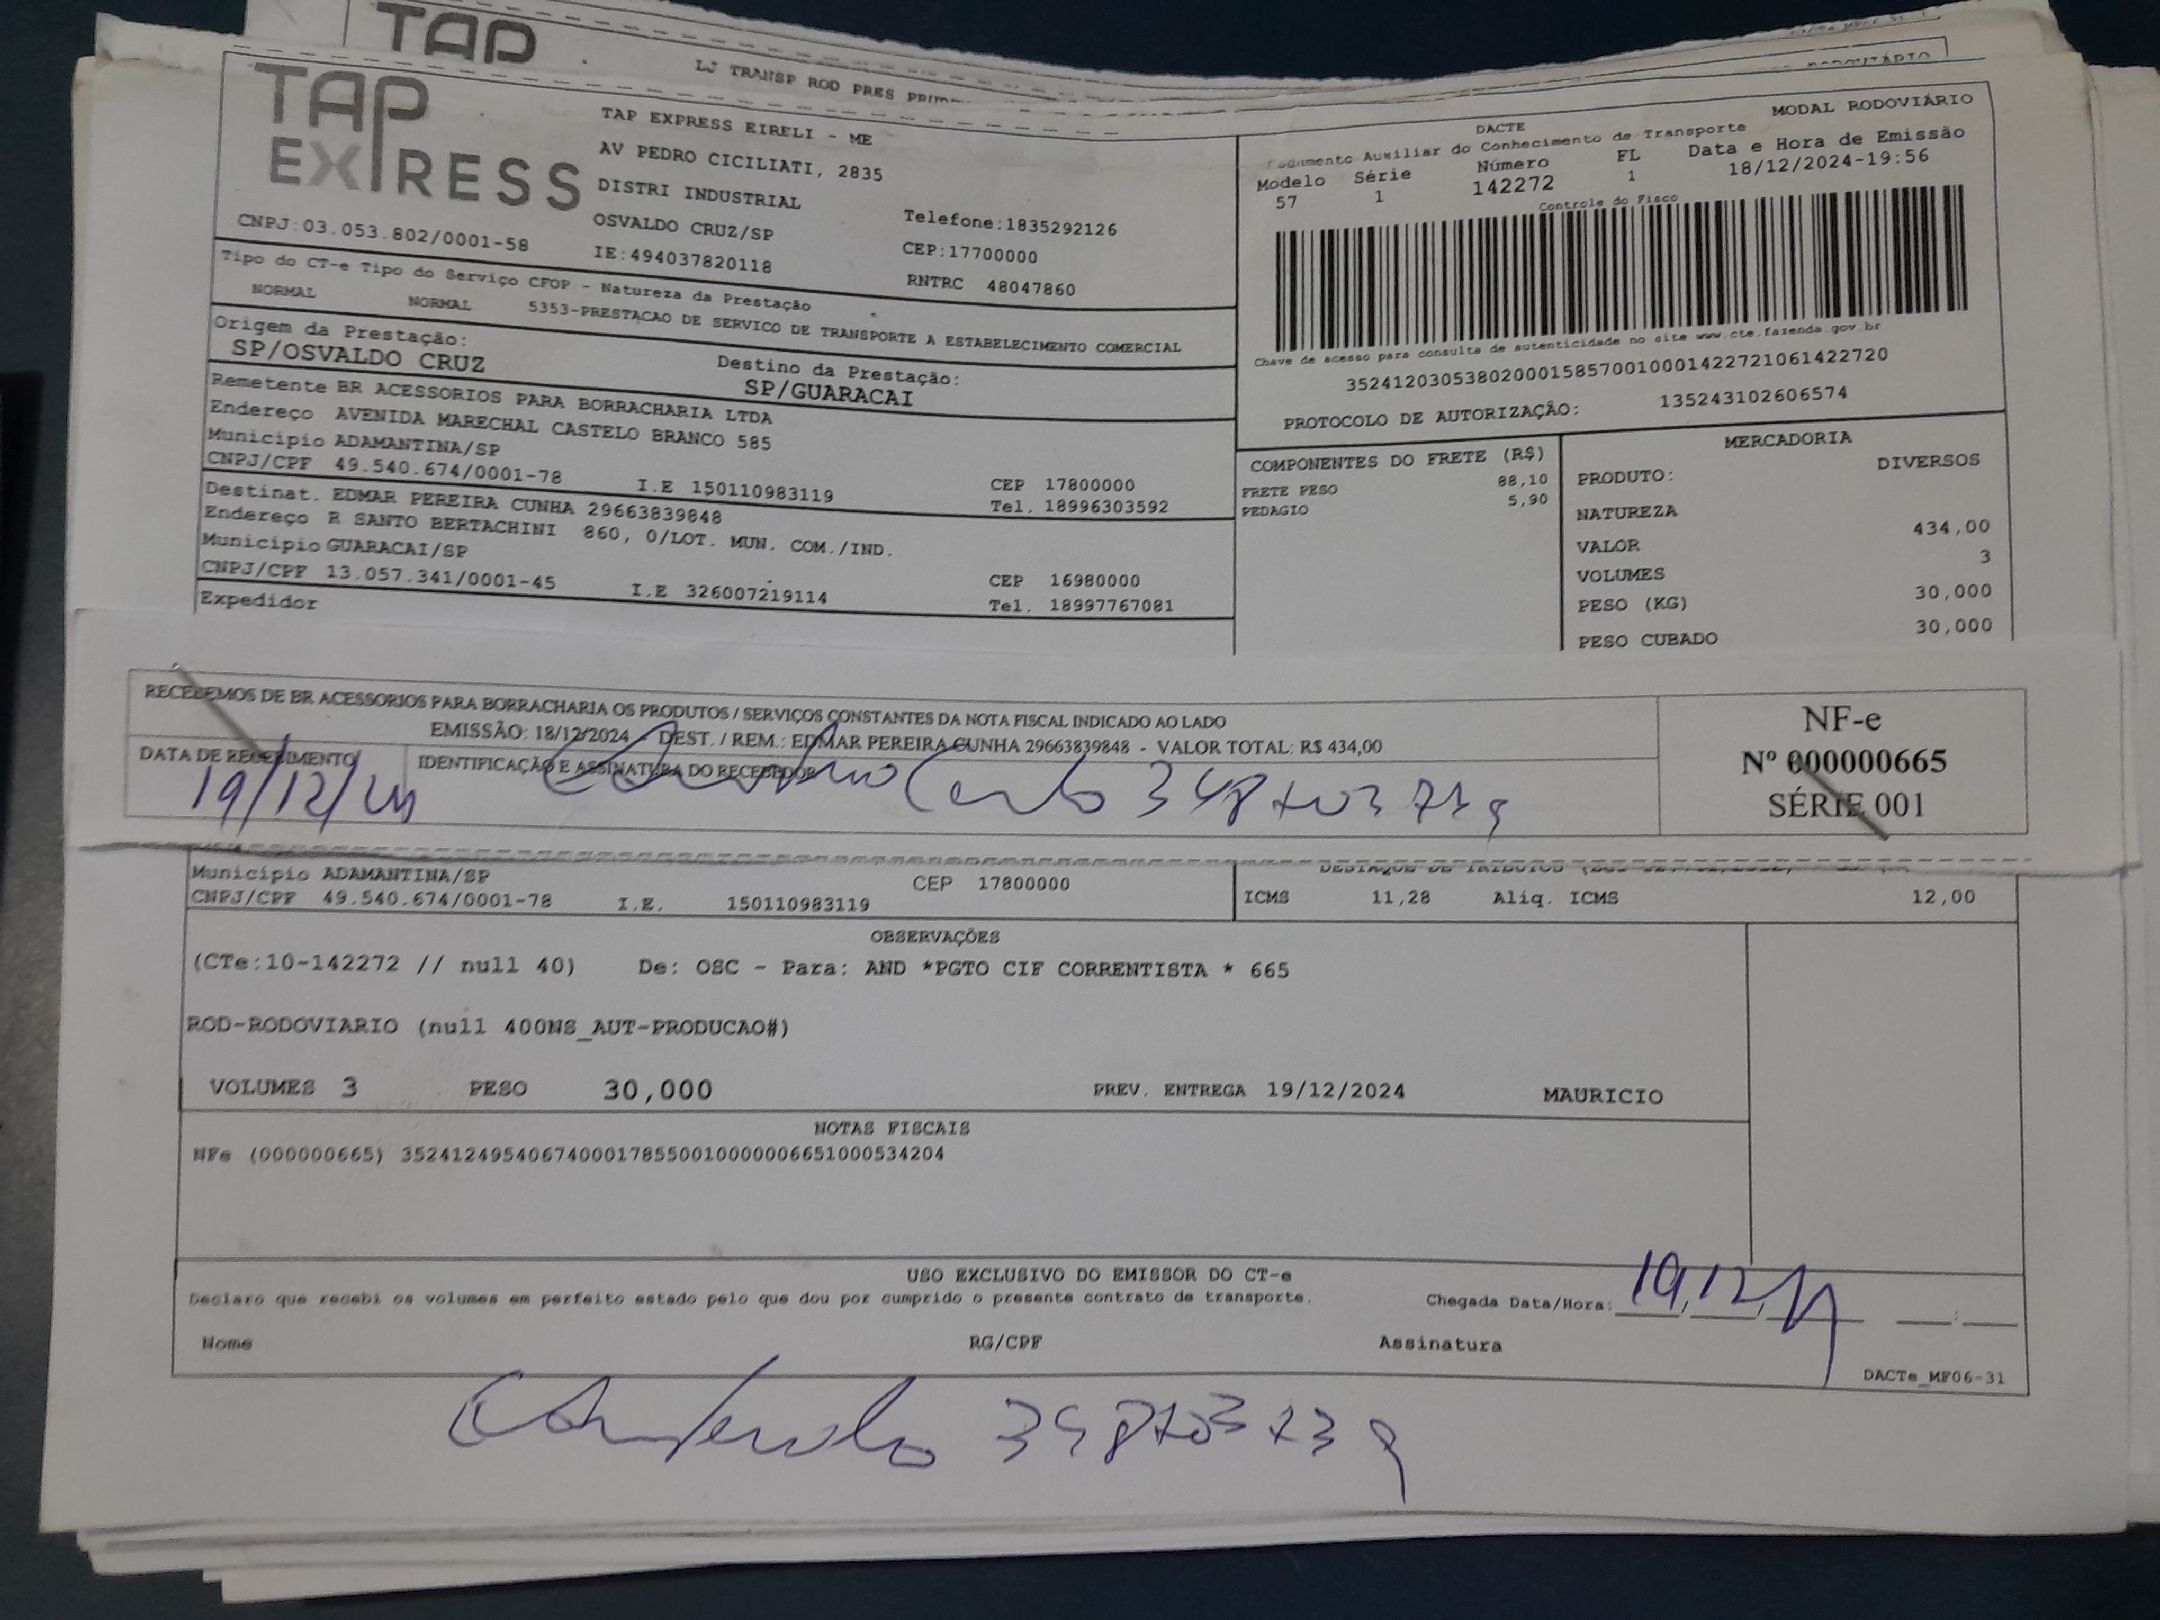 TAP
LJ TRANSP ROD PRES
RODOVIÁRIO
TAP
EXPRESS
TAP EXPRESS EIRELI - ME
AV PEDRO CICILIATI, 2835
DISTRI INDUSTRIAL
OSVALDO CRUZ/SP
Telefone:1835292126
CNPJ:03.053.802/0001-58
IE:494037820118
CEP:17700000
RNTRC 48047860
MODAL RODOVIÁRIO
DACTE
Auxiliar do Conhecimento de Transporte
Modelo Série Número FL Data e Hora de Emissão
57 1 142272 1 18/12/2024-19:56
Controle do Fisco
Chave de acesso para consulta de autenticidade no site www.cte.fazenda.gov.br
35241203053802000158570010001422721061422720
PROTOCOLO DE AUTORIZAÇÃO: 135243102606574
Tipo do CT-e Tipo do Serviço CFOP - Natureza da Prestação
NORMAL NORMAL 5353-PRESTACAO DE SERVICO DE TRANSPORTE A ESTABELECIMENTO COMERCIAL
Origem da Prestação: Destino da Prestação:
SP/OSVALDO CRUZ SP/GUARACAI
Remetente BR ACESSORIOS PARA BORRACHARIA LTDA
Endereço AVENIDA MARECHAL CASTELO BRANCO 585
Município ADAMANTINA/SP CEP 17800000
CNPJ/CPF 49.540.674/0001-78 I.E 150110983119 Tel. 18996303592
Destinat. EDMAR PEREIRA CUNHA 29663839848
Endereço R SANTO BERTACHINI 860, 0/LOT. MUN. COM./IND.
Município GUARACAI/SP CEP 16980000
CNPJ/CPF 13.057.341/0001-45 I.E 326007219114 Tel. 18997767081
Expedidor
COMPONENTES DO FRETE (R$)
FRETE PESO 88,10
PEDAGIO 5,90
MERCADORIA
PRODUTO: DIVERSOS
NATUREZA
VALOR 434,00
VOLUMES 3
PESO (KG) 30,000
PESO CUBADO 30,000
RECEBEMOS DE BR ACESSORIOS PARA BORRACHARIA OS PRODUTOS / SERVIÇOS CONSTANTES DA NOTA FISCAL INDICADO AO LADO
EMISSÃO: 18/12/2024 - DEST. / REM.: EDMAR PEREIRA CUNHA 29663839848 - VALOR TOTAL: R$ 434,00
DATA DE RECEBIMENTO IDENTIFICAÇÃO E ASSINATURA DO RECEBEDOR
19/12/
NF-e
Nº 000000665
SÉRIE 001
Município ADAMANTINA/SP CEP 17800000
CNPJ/CPF 49.540.674/0001-78 I.E. 150110983119
ICMS 11,28 Aliq. ICMS 12,00
OBSERVAÇÕES
(CTe:10-142272 // null 40) De: OSC - Para: AND *PGTO CIF CORRENTISTA * 665
ROD-RODOVIARIO (null 400NS_AUT-PRODUCAO#)
VOLUMES 3 PESO 30,000 PREV. ENTREGA 19/12/2024 MAURICIO
NOTAS FISCAIS
NFe (000000665) 35241249540674000178550010000006651000534204
USO EXCLUSIVO DO EMISSOR DO CT-e
Declaro que recebi os volumes em perfeito estado pelo que dou por cumprido o presente contrato de transporte.
Chegada Data/Hora: 19,12,
Nome RG/CPF Assinatura
DACTe_MF06-31